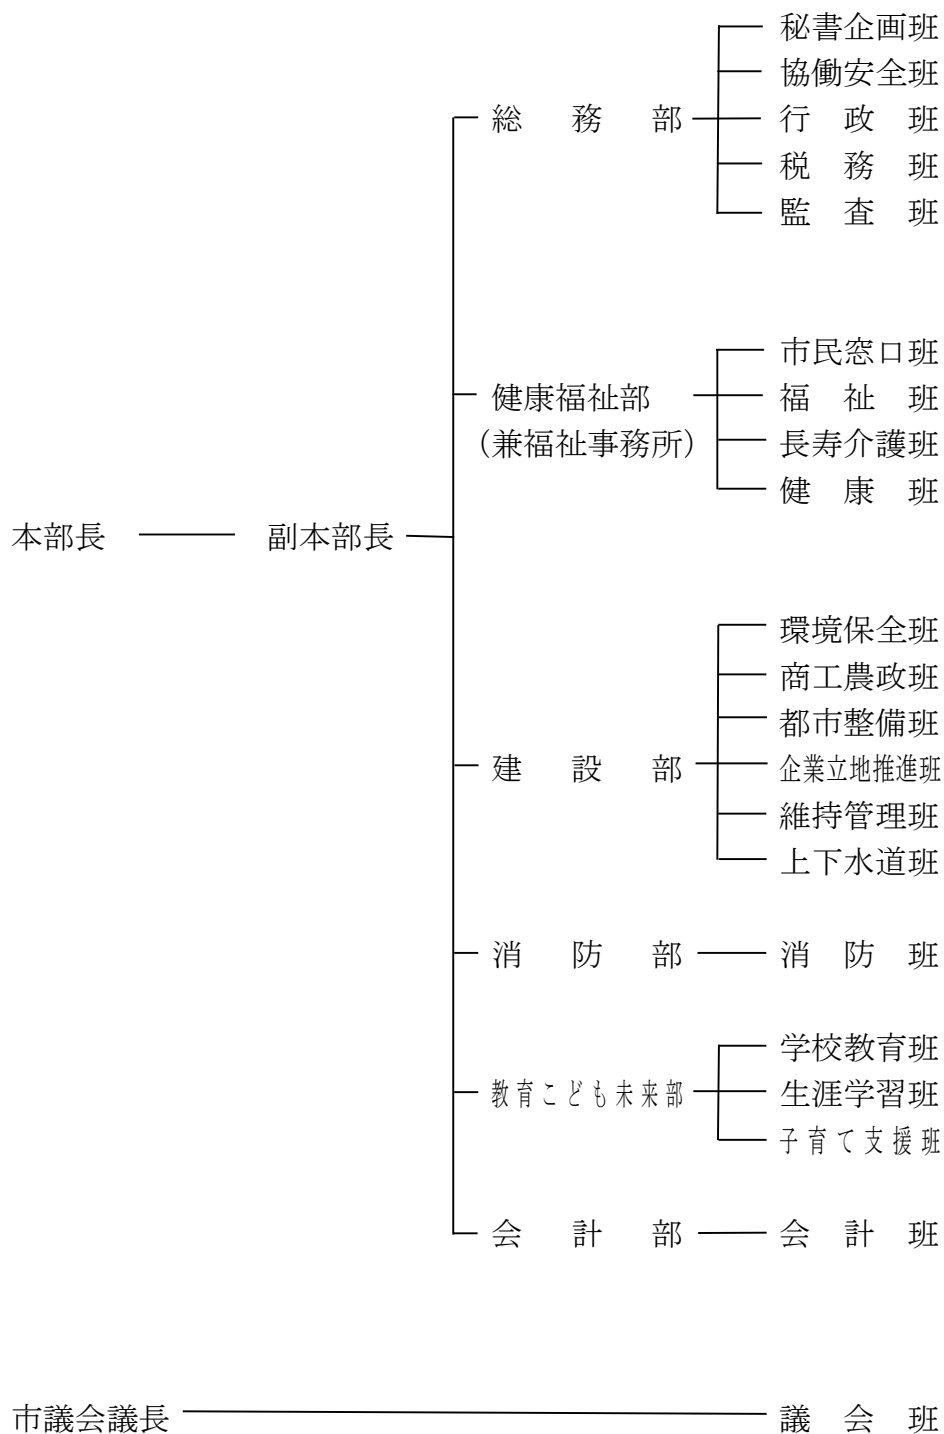 秘書企画班
協働安全班
総務部 行政班
税務班
監査班
市民窓口班
健康福祉部 福祉班
（兼福祉事務所） 長寿介護班
健康班
本部長 副本部長
環境保全班
商工農政班
都市整備班
建設部 企業立地推進班
維持管理班
上下水道班
消防部 消防班
学校教育班
教育こども未来部 生涯学習班
子育て支援班
会計部 会計班
市議会議長 議会班